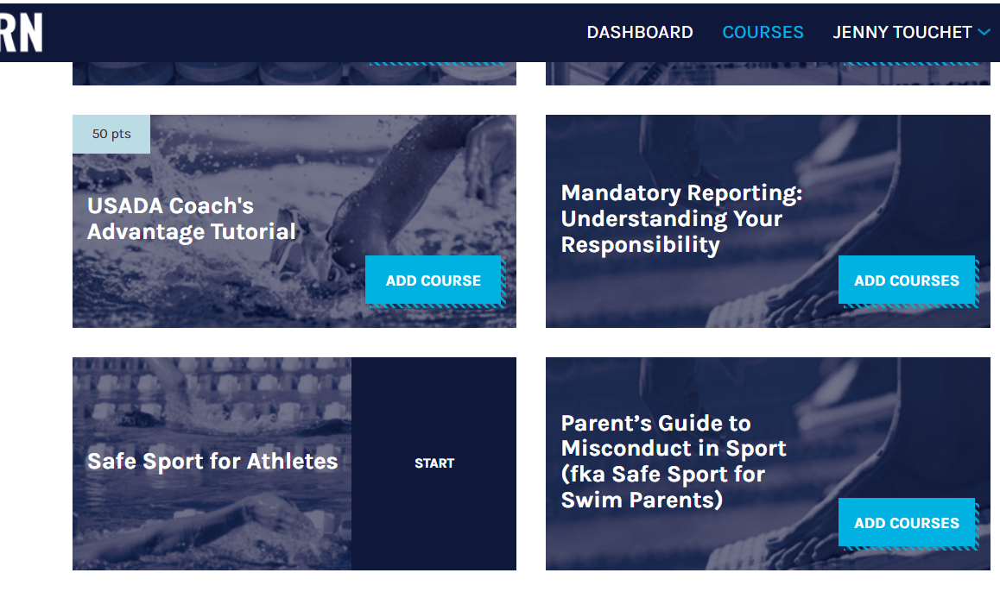 RN
DASHBOARD
COURSES
JENNY TOUCHET
50 pts
USADA Coach's
Advantage Tutorial
ADD COURSE
Mandatory Reporting:
Understanding Your
Responsibility
ADD COURSES
Safe Sport for Athletes
START
Parent’s Guide to
Misconduct in Sport
(fka Safe Sport for
Swim Parents)
ADD COURSES